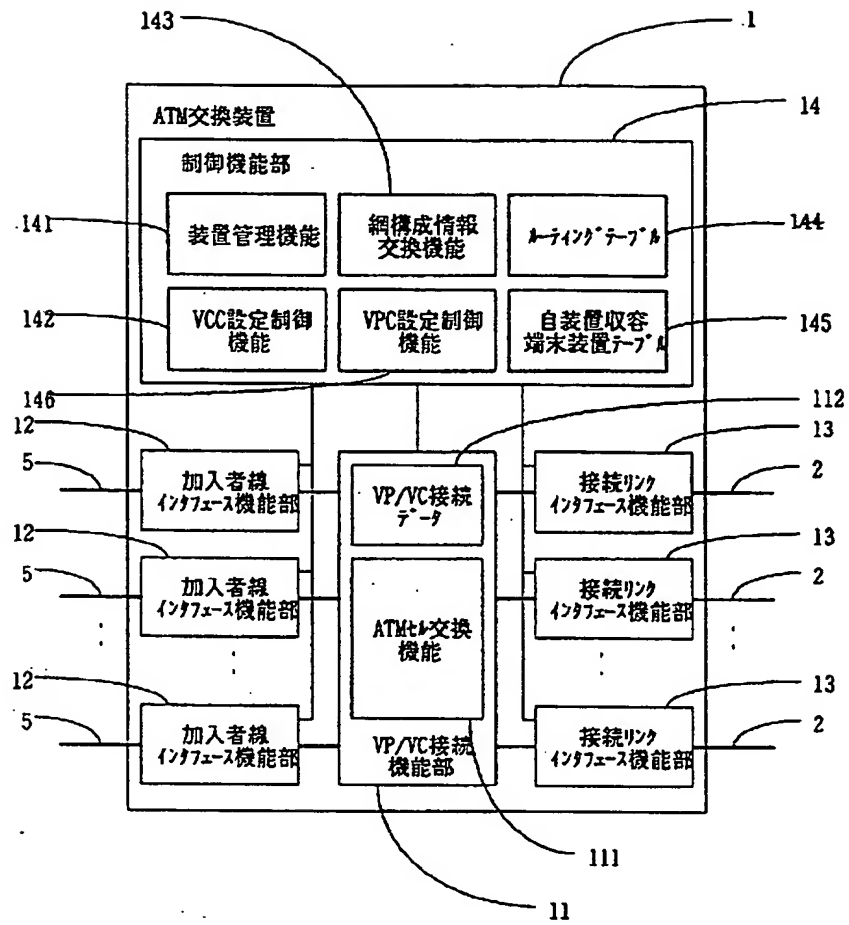 143
1
ATM交換装置
14
制御機能部
141
装置管理機能
網構成情報
交換機能
ﾙｰﾃｨﾝｸﾞﾃｰﾌﾞﾙ
144
142
VCC設定制御
機能
VPC設定制御
機能
自装置収容
端末装置ﾃｰﾌﾞﾙ
145
146
112
12
13
5
加入者線
ｲﾝﾀﾌｪｰｽ機能部
VP/VC接続
ﾃﾞｰﾀ
接続ﾘﾝｸ
ｲﾝﾀﾌｪｰｽ機能部
2
12
13
5
加入者線
ｲﾝﾀﾌｪｰｽ機能部
ATMｾﾙ交換
機能
接続ﾘﾝｸ
ｲﾝﾀﾌｪｰｽ機能部
2
12
13
5
加入者線
ｲﾝﾀﾌｪｰｽ機能部
VP/VC接続
機能部
接続ﾘﾝｸ
ｲﾝﾀﾌｪｰｽ機能部
2
111
11